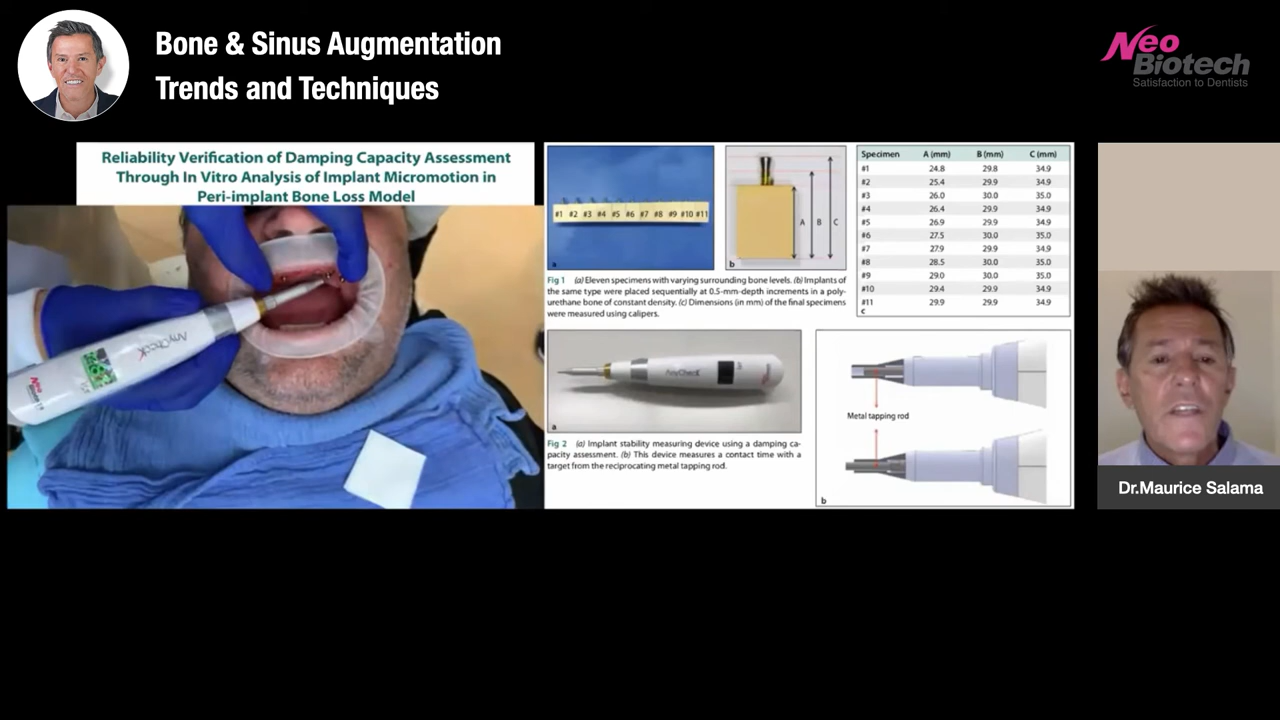 Bone & Sinus Augmentation
Trends and Techniques
Neo
Biotech
Satisfaction to Dentists
Reliability Verification of Damping Capacity Assessment
Through In Vitro Analysis of Implant Micromotion in
Peri-implant Bone Loss Model
AnyCheck
Neo
#1 #2 #3 #4 #5 #6 #7 #8 #9 #10 #11
a
A B C
b
Specimen A (mm) B (mm) C (mm)
#1 24.8 29.8 34.9
#2 25.4 29.9 34.9
#3 26.0 30.0 35.0
#4 26.4 29.9 34.9
#5 26.9 29.9 34.9
#6 27.5 30.0 35.0
#7 27.9 29.9 34.9
#8 28.5 30.0 35.0
#9 29.0 30.0 35.0
#10 29.4 29.9 34.9
#11 29.9 29.9 34.9
c
Fig 1 (a) Eleven specimens with varying surrounding bone levels. (b) Implants of
the same type were placed sequentially at 0.5-mm-depth increments in a poly-
urethane bone of constant density. (c) Dimensions (in mm) of the final specimens
were measured using calipers.
AnyCheck
a
Fig 2 (a) Implant stability measuring device using a damping ca-
pacity assessment. (b) This device measures a contact time with a
target from the reciprocating metal tapping rod.
Metal tapping rod
b
Dr.Maurice Salama